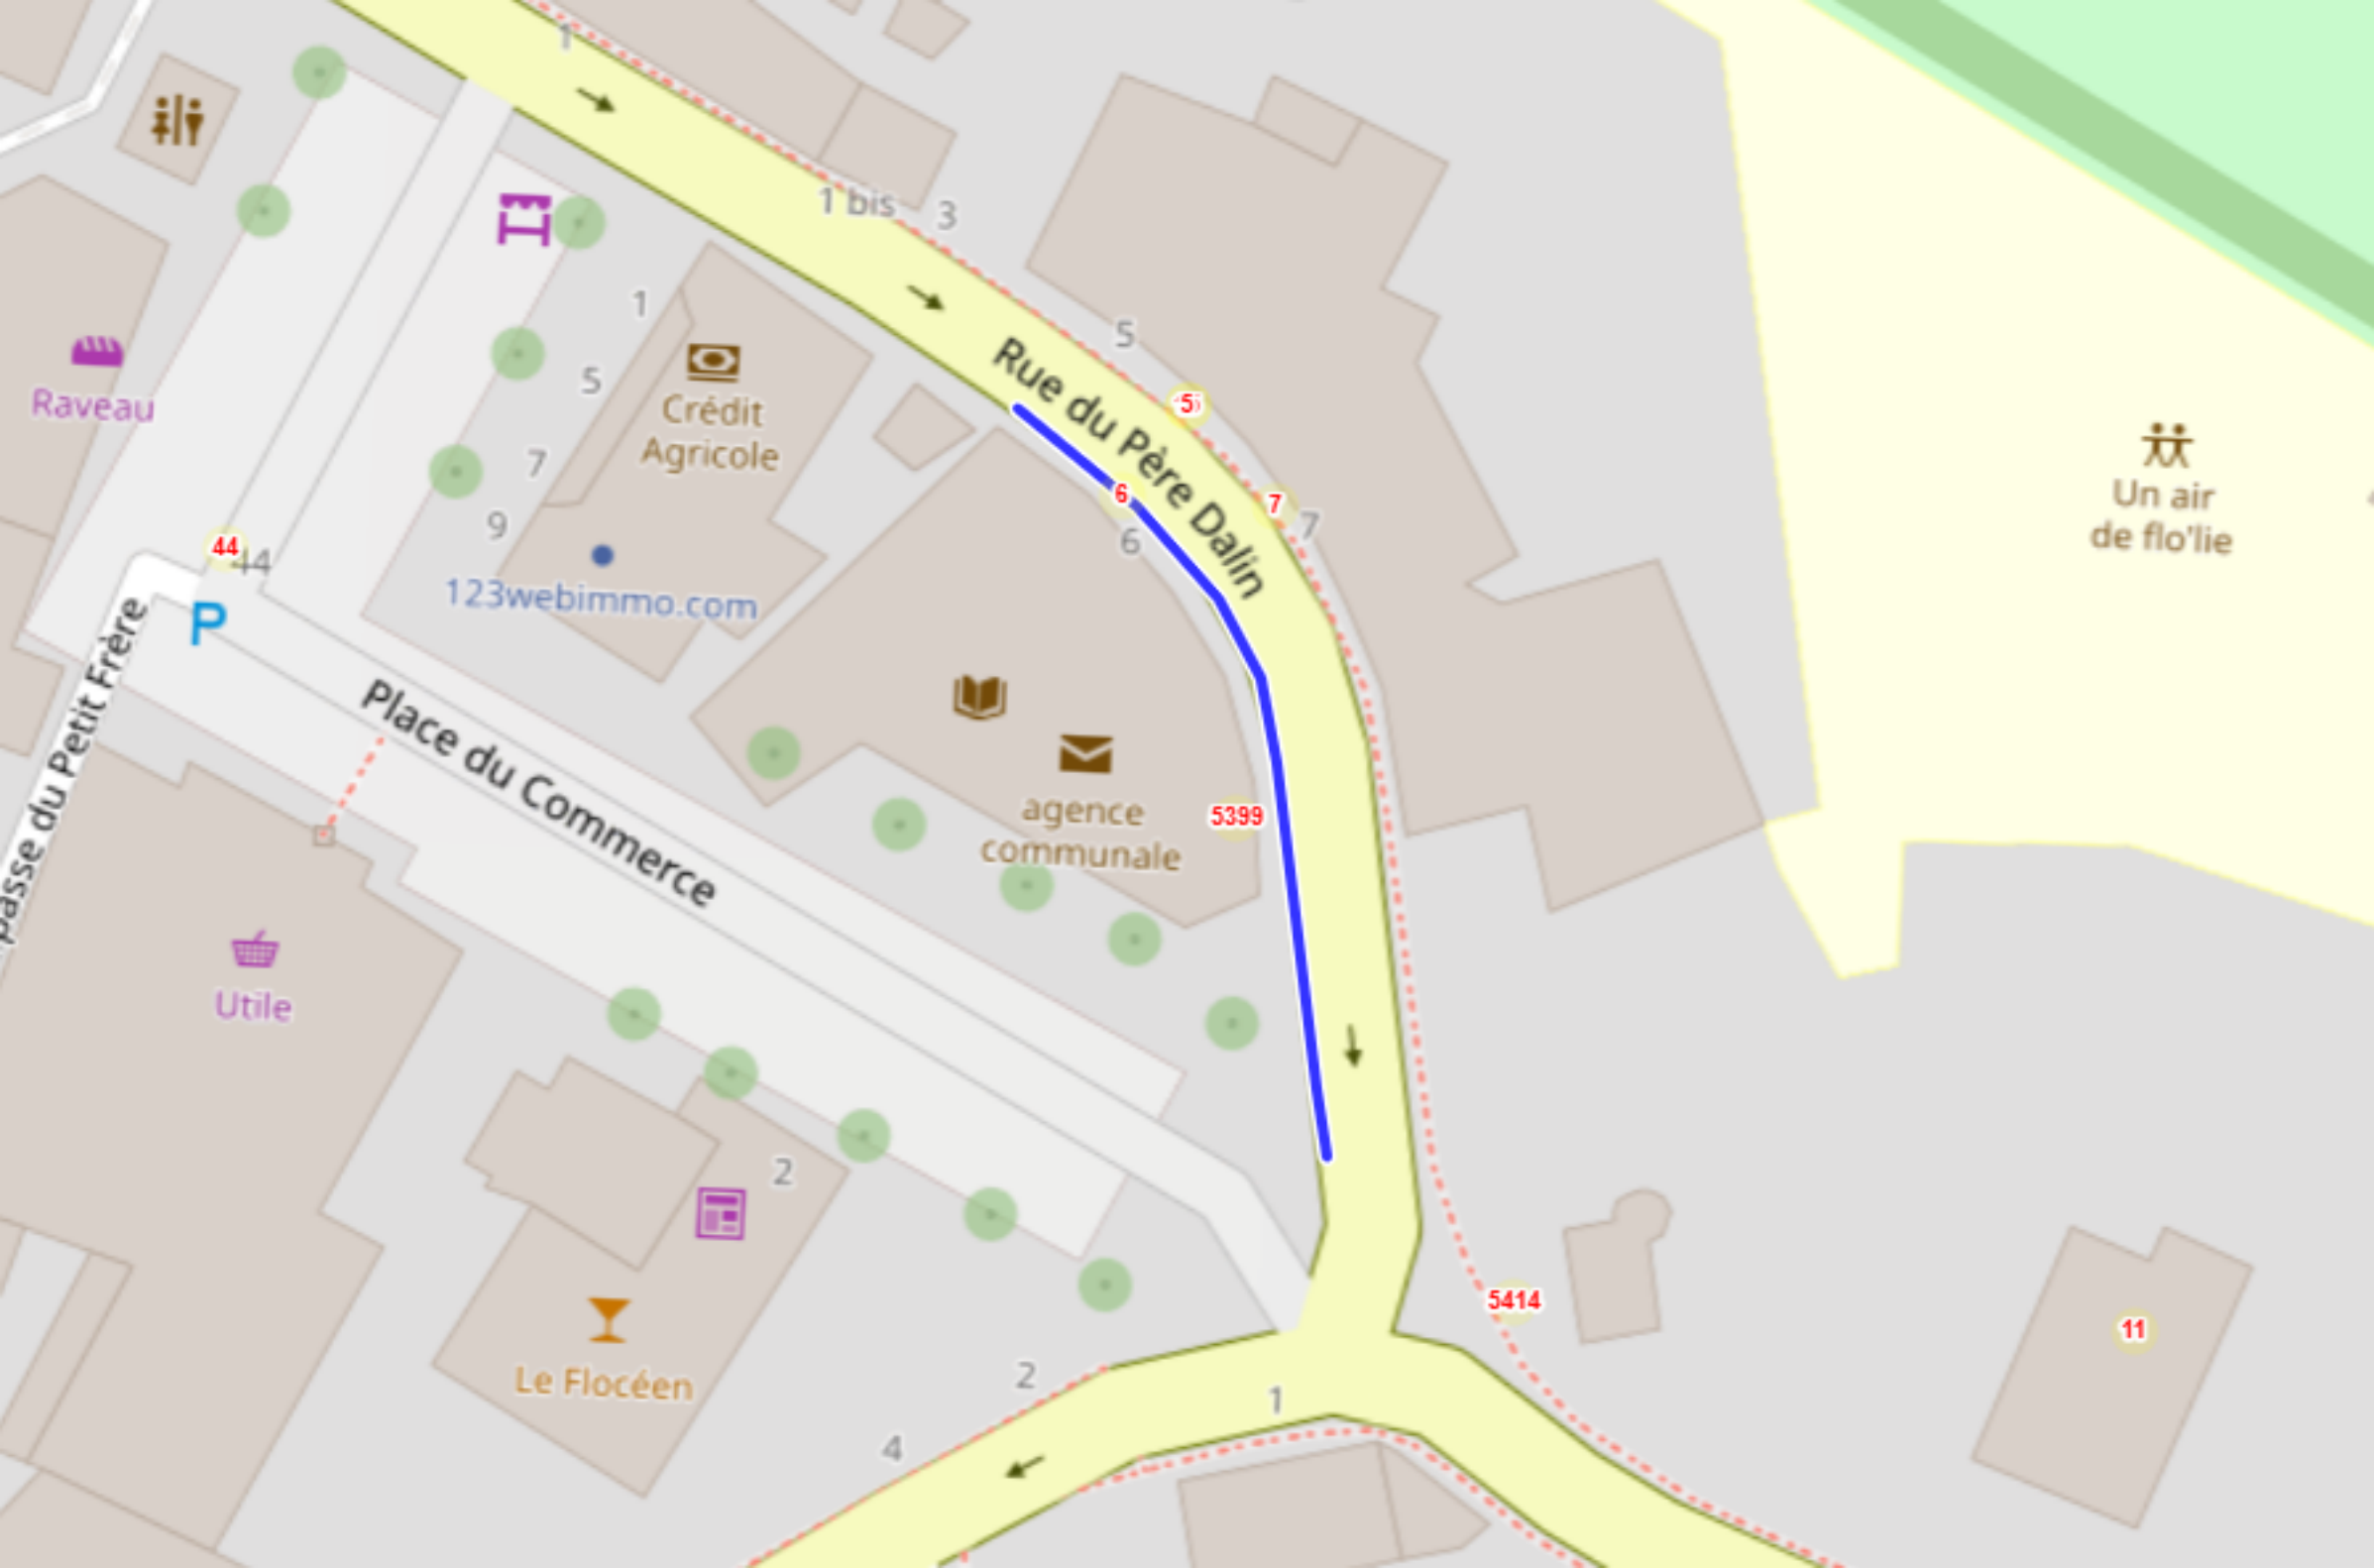 1
1 bis
3
5
Rue du Père Dalin
5
6
7
7
6
1
5
7
9
Crédit
Agricole
Raveau
44
44
123webimmo.com
P
Place du Commerce
passe du Petit Frère
agence
communale
5399
Un air
de flo'lie
Utile
2
Le Flocéen
2
4
1
5414
11